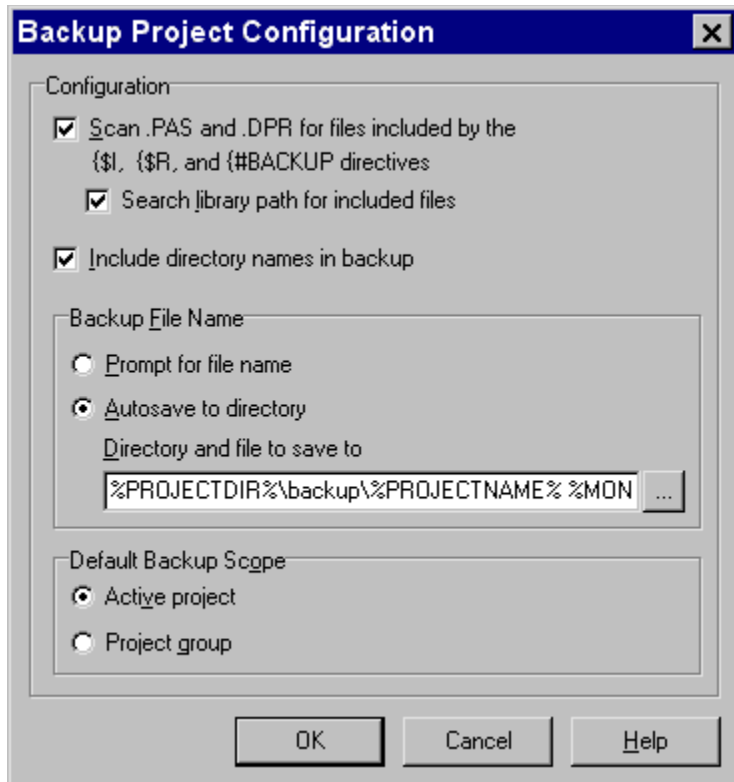 Backup Project Configuration
Configuration
Scan .PAS and .DPR for files included by the
{$I, {$R, and {#BACKUP directives
Search library path for included files
Include directory names in backup
Backup File Name
Prompt for file name
Autosave to directory
Directory and file to save to
%PROJECTDIR%\backup\%PROJECTNAME% %MON ...
Default Backup Scope
Active project
Project group
OK Cancel Help